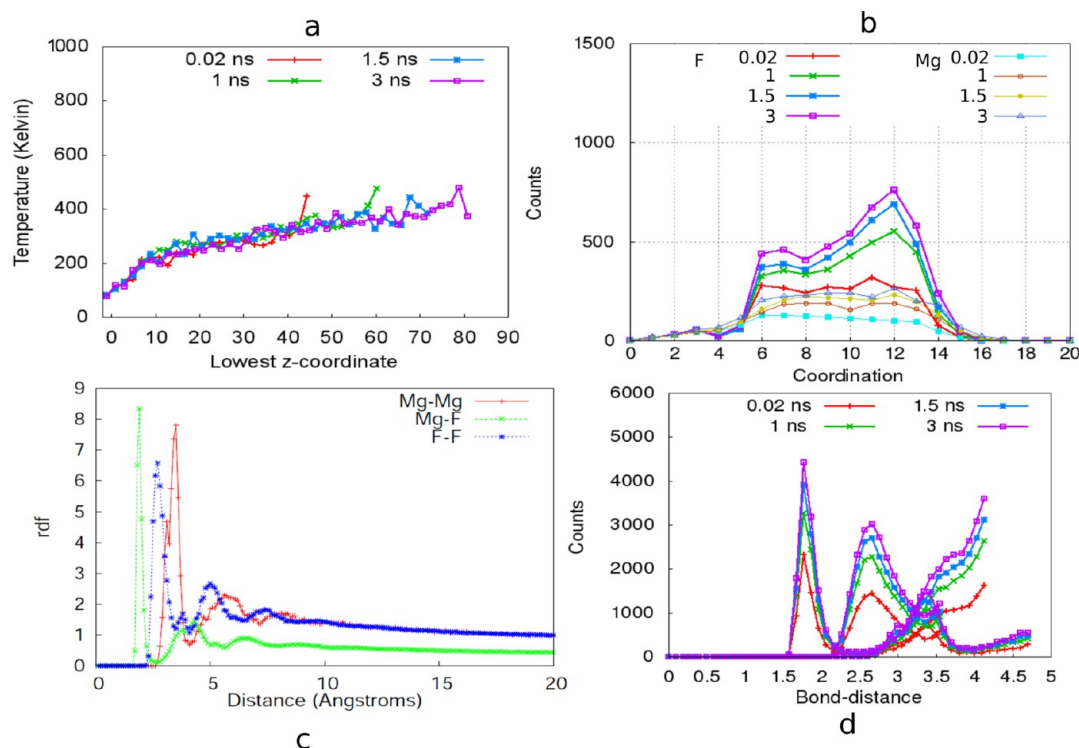 a
1000
800
600
400
200
0
Temperature (Kelvin)
0.02 ns
1 ns
1.5 ns
3 ns
0 10 20 30 40 50 60 70 80 90
Lowest z-coordinate
b
1500
1000
500
0
Counts
F
0.02
1
1.5
3
Mg
0.02
1
1.5
3
0 2 4 6 8 10 12 14 16 18 20
Coordination
9
8
7
6
5
4
3
2
1
0
rdf
Mg-Mg
Mg-F
F-F
0 5 10 15 20
Distance (Angstroms)
c
6000
5000
4000
3000
2000
1000
0
Counts
0.02 ns
1 ns
1.5 ns
3 ns
0 0.5 1 1.5 2 2.5 3 3.5 4 4.5 5
Bond-distance
d